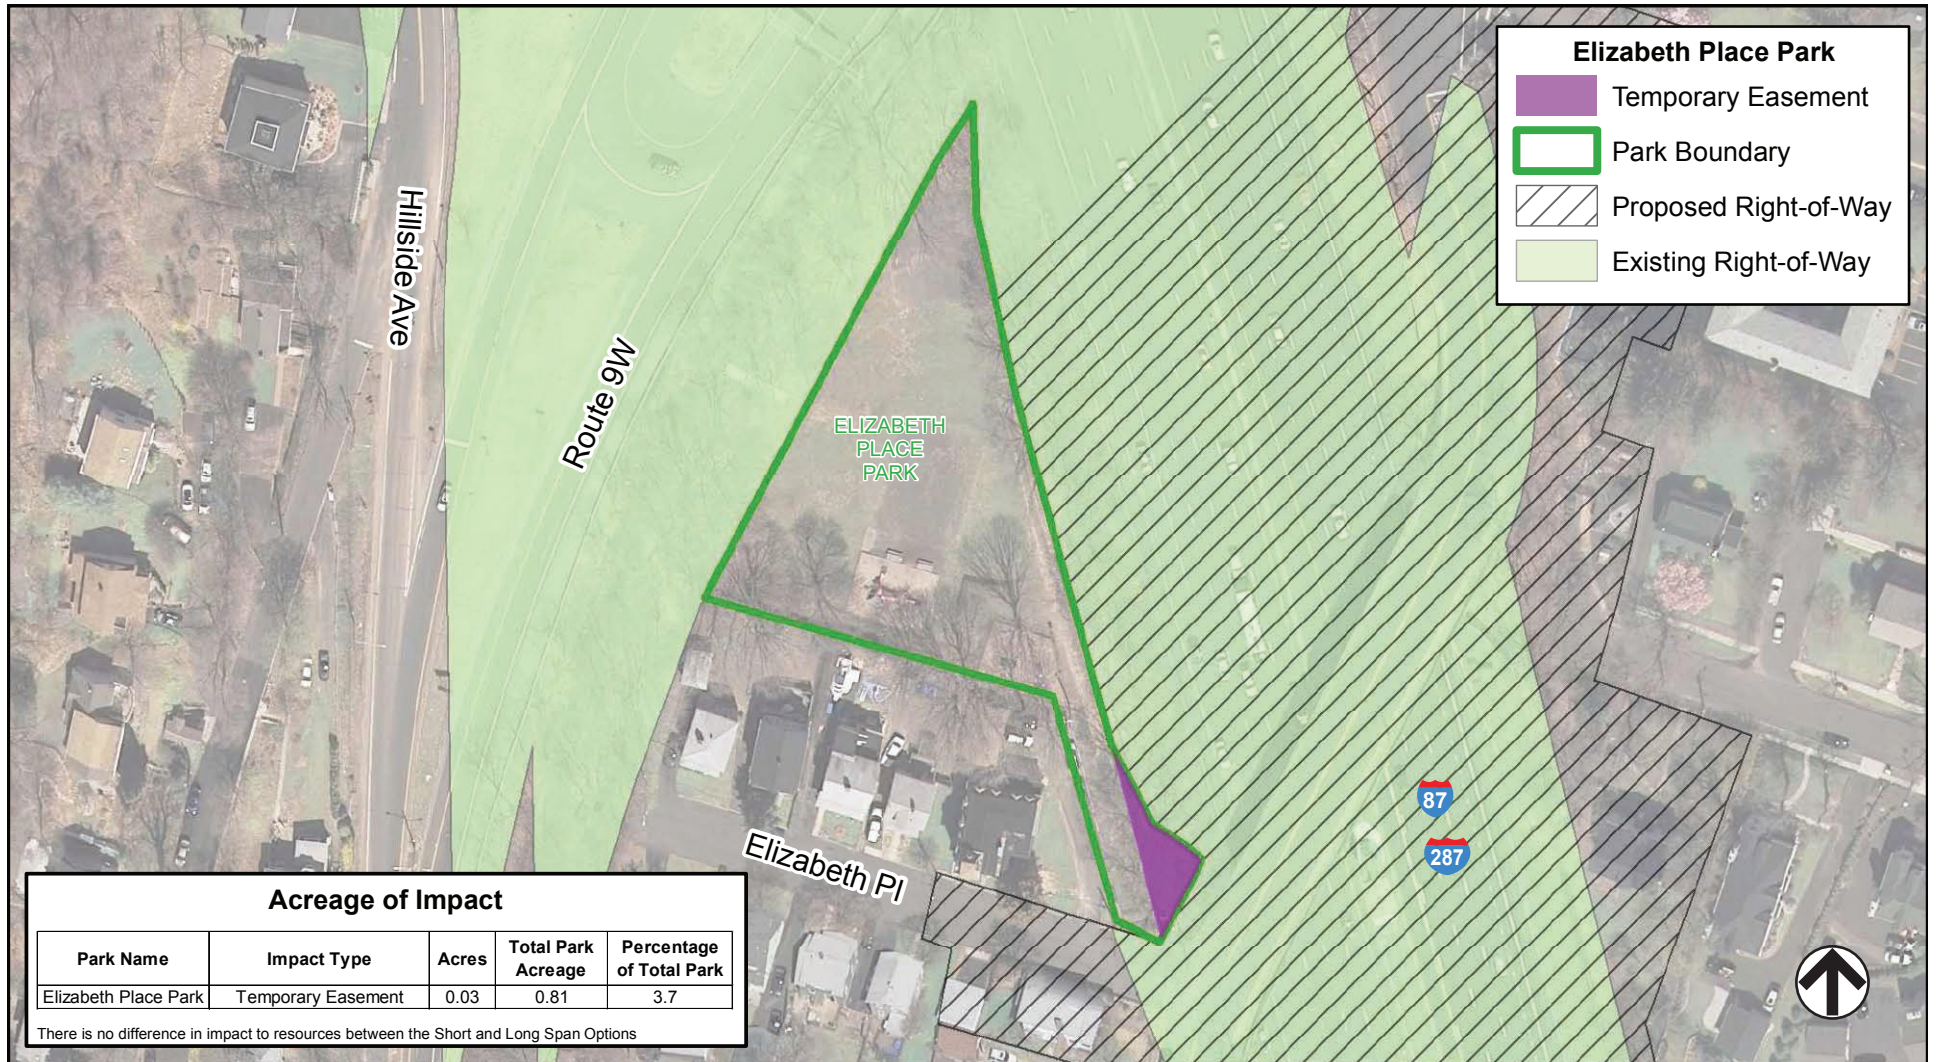 Elizabeth Place Park
Temporary Easement
Park Boundary
Proposed Right-of-Way
Existing Right-of-Way
Hillside Ave
Route 9W
ELIZABETH
PLACE
PARK
Elizabeth Pl
87
287
Acreage of Impact
Park Name Impact Type Acres Total Park Acreage Percentage of Total Park
Elizabeth Place Park Temporary Easement 0.03 0.81 3.7
There is no difference in impact to resources between the Short and Long Span Options